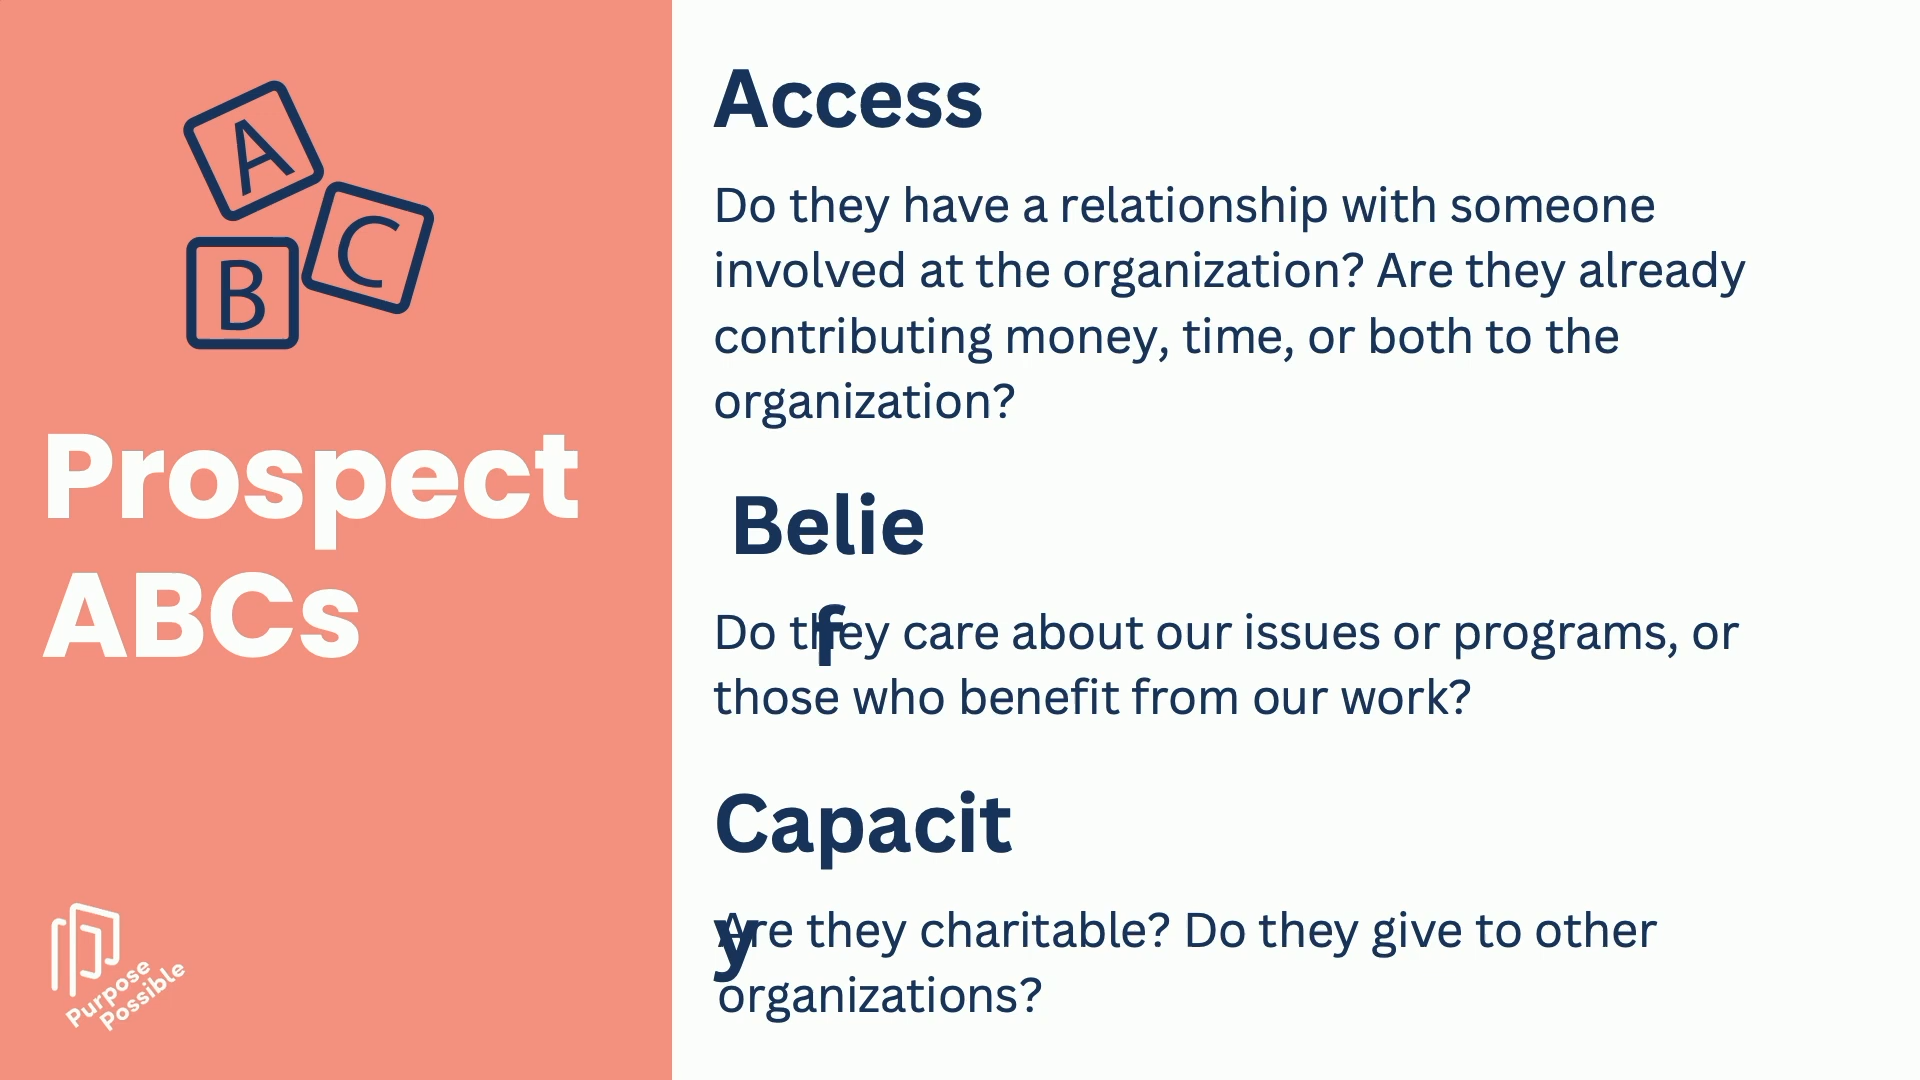 A
C
B
Prospect
ABCs
Purpose
Possible
Access
Do they have a relationship with someone
involved at the organization? Are they already
contributing money, time, or both to the
organization?
Belie
f
Do they care about our issues or programs, or
those who benefit from our work?
Capacit
y
Are they charitable? Do they give to other
organizations?